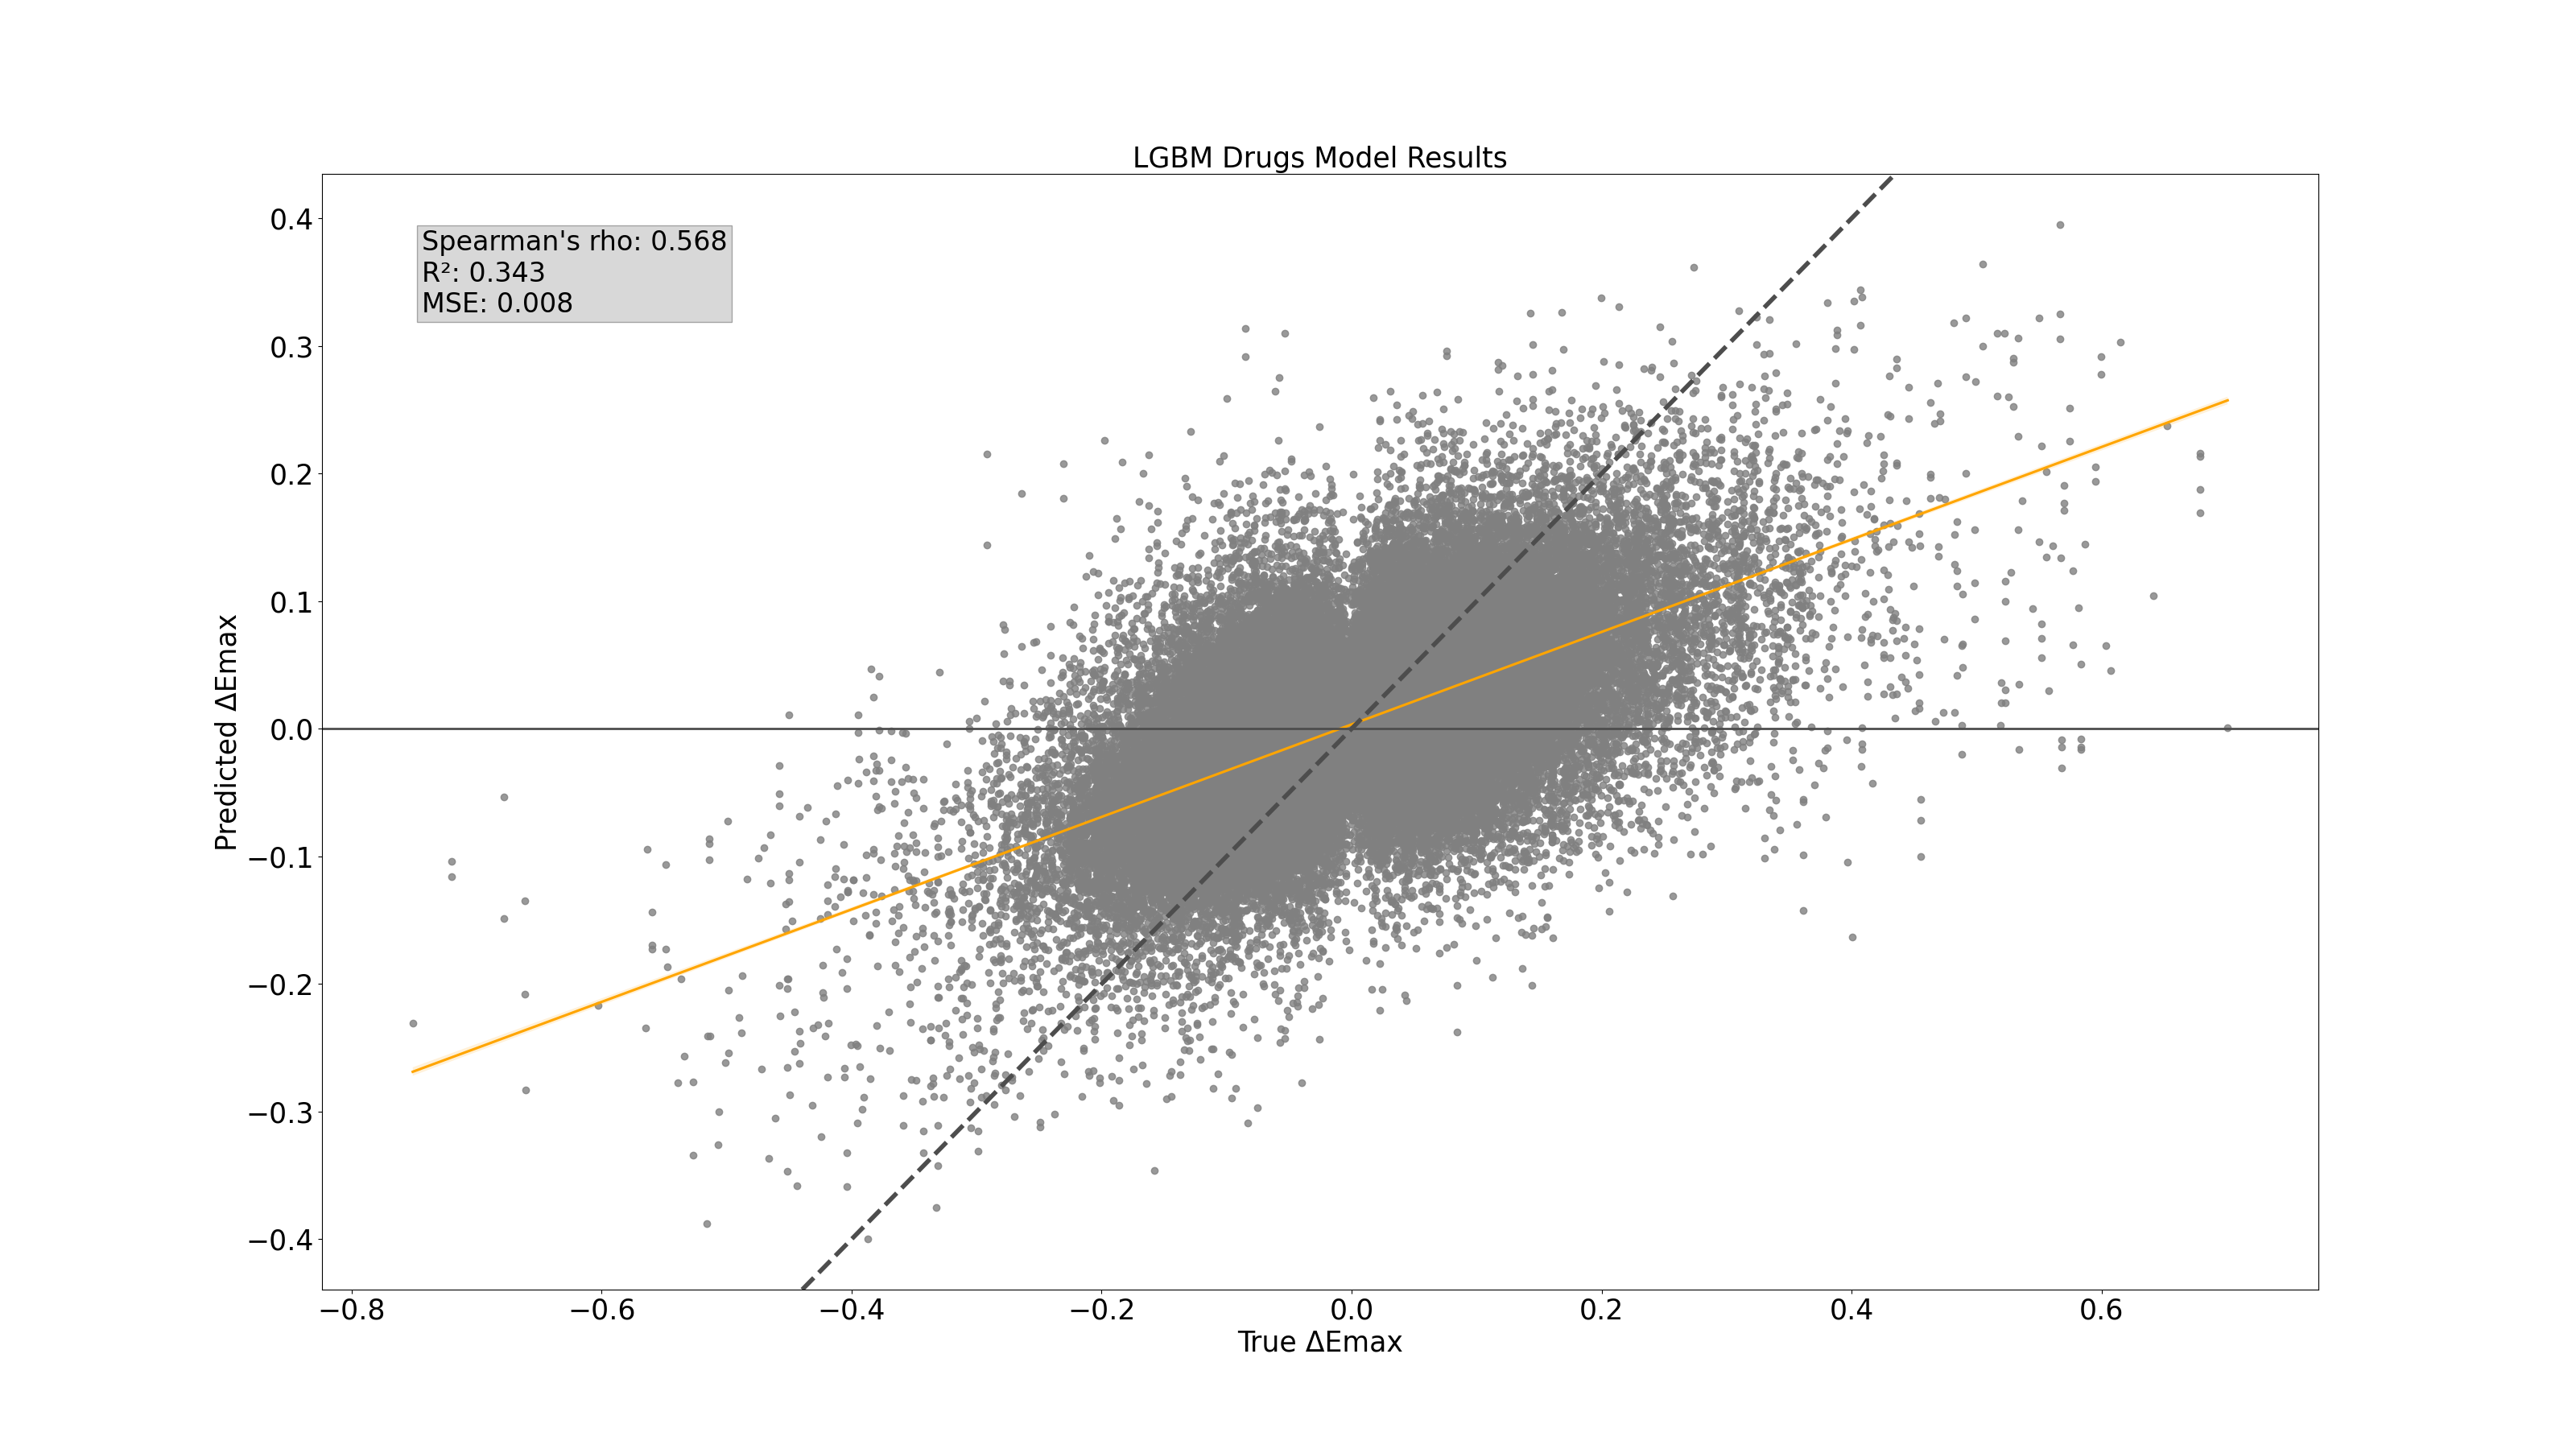 LGBM Drugs Model Results
Spearman's rho: 0.568
R²: 0.343
MSE: 0.008
0.4
0.3
0.2
0.1
0.0
−0.1
−0.2
−0.3
−0.4
Predicted ΔEmax
−0.8
−0.6
−0.4
−0.2
0.0
0.2
0.4
0.6
True ΔEmax